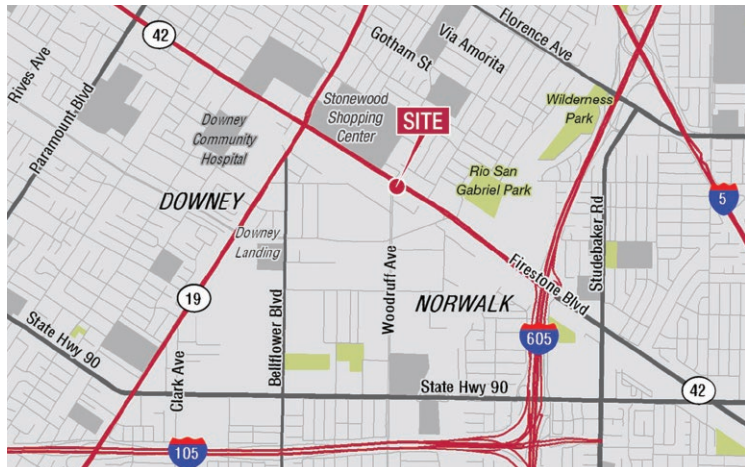 42
Florence Ave
Via Amorita
Gotham St
Rives Ave
Paramount Blvd
Stonewood
Shopping
Center
Downey
Community
Hospital
SITE
Wilderness
Park
Rio San
Gabriel Park
5
DOWNEY
Downey
Landing
Studebaker Rd
Firestone Blvd
Woodruff Ave
NORWALK
19
Bellflower Blvd
State Hwy 90
605
Clark Ave
State Hwy 90
42
105